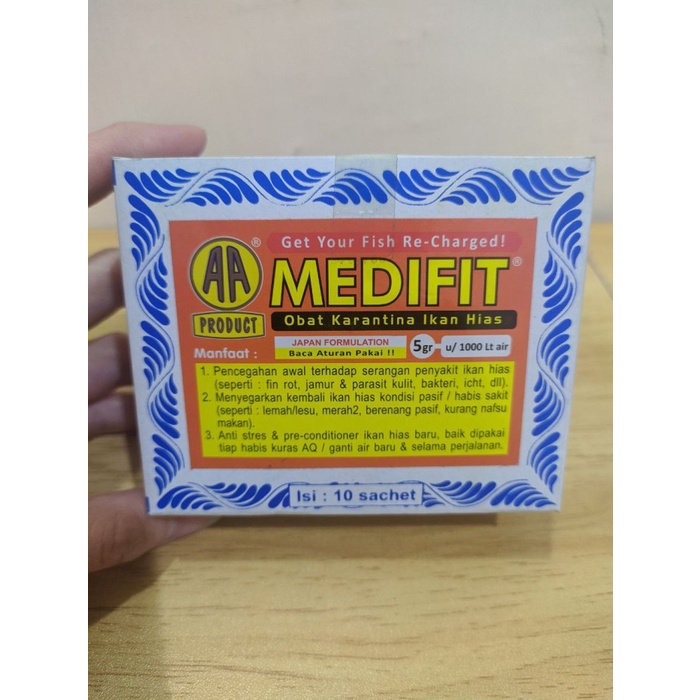 Get Your Fish Re-Charged!
AA ®
PRODUCT
MEDIFIT®
Obat Karantina Ikan Hias
JAPAN FORMULATION
Baca Aturan Pakai !!
5gr u/ 1000 Lt air
Manfaat :
1. Pencegahan awal terhadap serangan penyakit ikan hias
(seperti : fin rot, jamur & parasit kulit, bakteri, icht, dll).
2. Menyegarkan kembali ikan hias kondisi pasif / habis sakit
(seperti : lemah/lesu, merah2, berenang pasif, kurang nafsu
makan).
3. Anti stres & pre-conditioner ikan hias baru, baik dipakai
tiap habis kuras AQ / ganti air baru & selama perjalanan.
Isi : 10 sachet